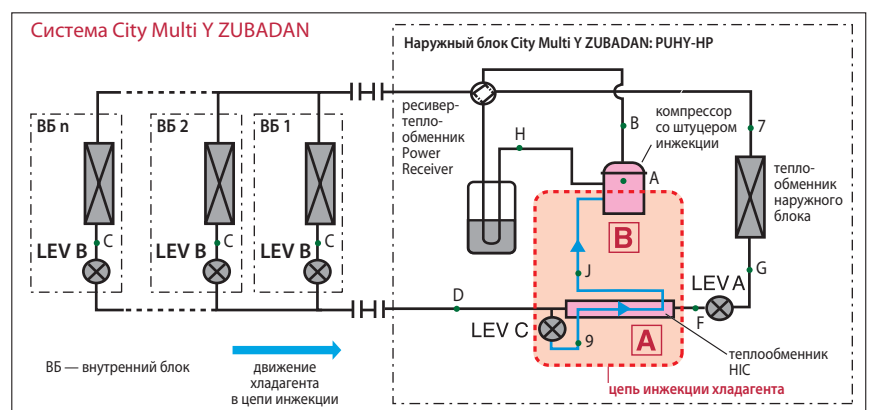 Система City Multi Y ZUBADAN
Наружный блок City Multi Y ZUBADAN: PUHY-HP
ВБ n
ВБ 2
ВБ 1
ресивер-
тепло-
обменник
Power
Receiver
компрессор
со штуцером
инжекции
B
7
H
A
тепло-
обменник
наружного
блока
B
C
C
C
LEV B
LEV B
LEV B
J
G
LEV A
D
F
LEV C
9
A
теплообменник
HIC
цепь инжекции хладагента
ВБ — внутренний блок
движение
хладагента
в цепи инжекции